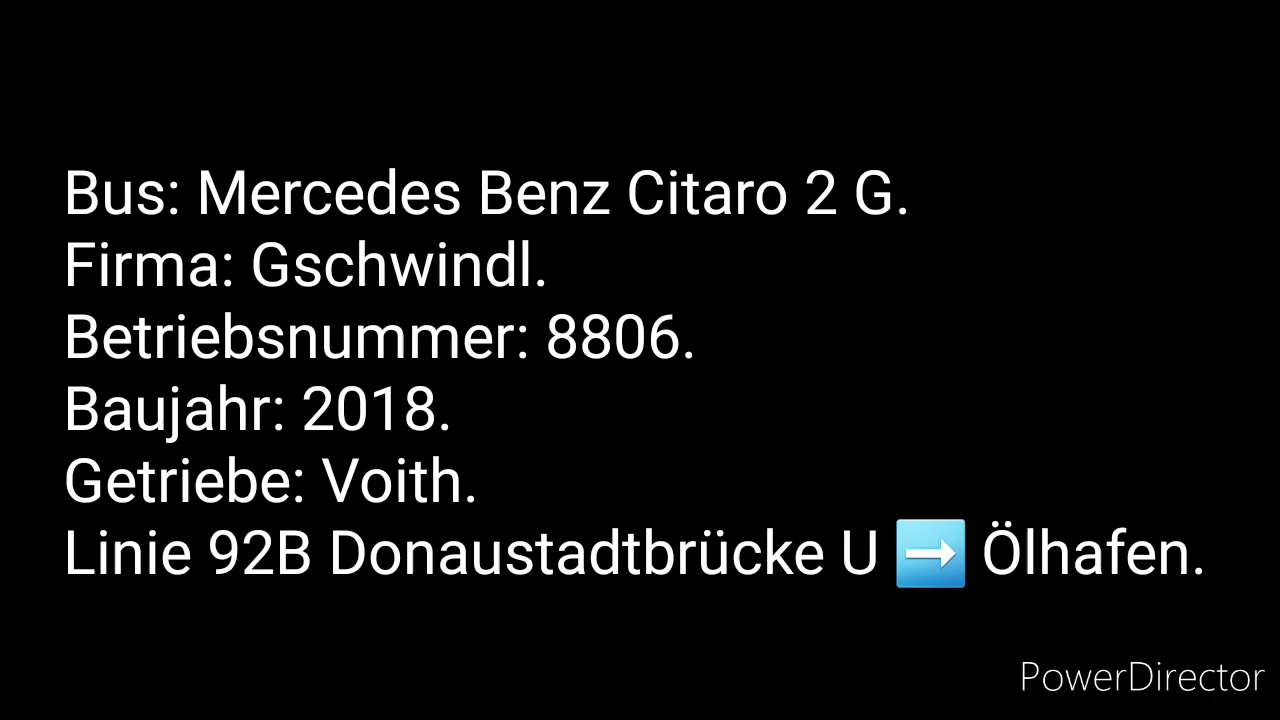 Bus: Mercedes Benz Citaro 2 G.
Firma: Gschwindl.
Betriebsnummer: 8806.
Baujahr: 2018.
Getriebe: Voith.
Linie 92B Donaustadtbrücke U ➡️ Ölhafen.
PowerDirector